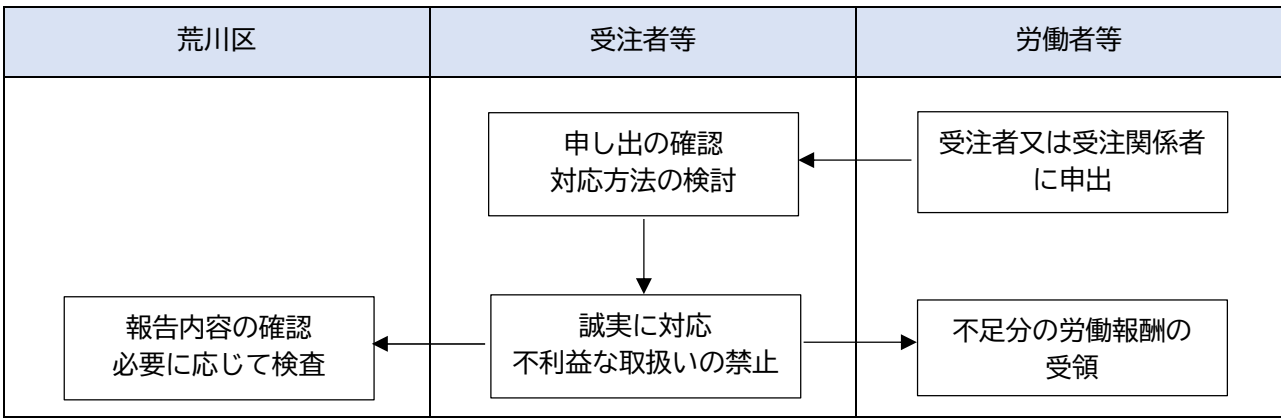 荒川区
受注者等
労働者等
申し出の確認
対応方法の検討
受注者又は受注関係者
に申出
報告内容の確認
必要に応じて検査
誠実に対応
不利益な取扱いの禁止
不足分の労働報酬の
受領